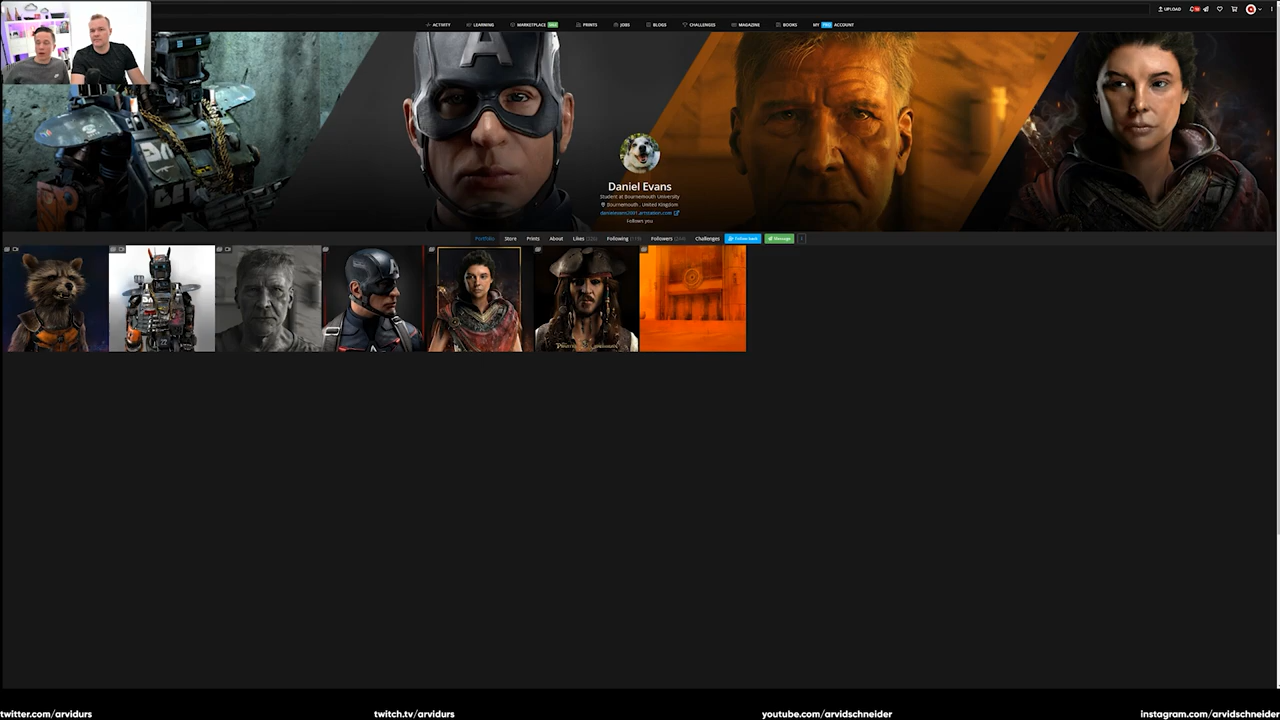 UPLOAD
ACTIVITY LEARNING MARKETPLACE SALE PRINTS JOBS BLOGS CHALLENGES MAGAZINE BOOKS MY PRO ACCOUNT
Daniel Evans
Student at Bournemouth University
Bournemouth , United Kingdom
Follows you
Portfolio Store Prints About Likes Following Followers Challenges Follow back Message
twitter.com/arvidurs
twitch.tv/arvidurs
youtube.com/arvidschneider
instagram.com/arvidschneider